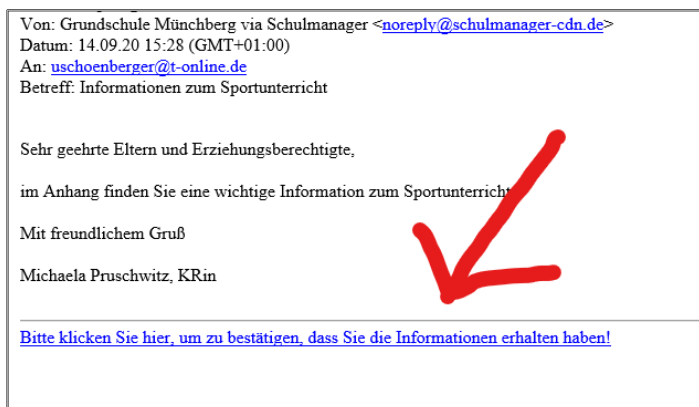 Von: Grundschule Münchberg via Schulmanager <noreply@schulmanager-cdn.de>
Datum: 14.09.20 15:28 (GMT+01:00)
An: uschoenberger@t-online.de
Betreff: Informationen zum Sportunterricht
Sehr geehrte Eltern und Erziehungsberechtigte,
im Anhang finden Sie eine wichtige Information zum Sportunterricht
Mit freundlichem Gruß
Michaela Pruschwitz, KRin
Bitte klicken Sie hier, um zu bestätigen, dass Sie die Informationen erhalten haben!